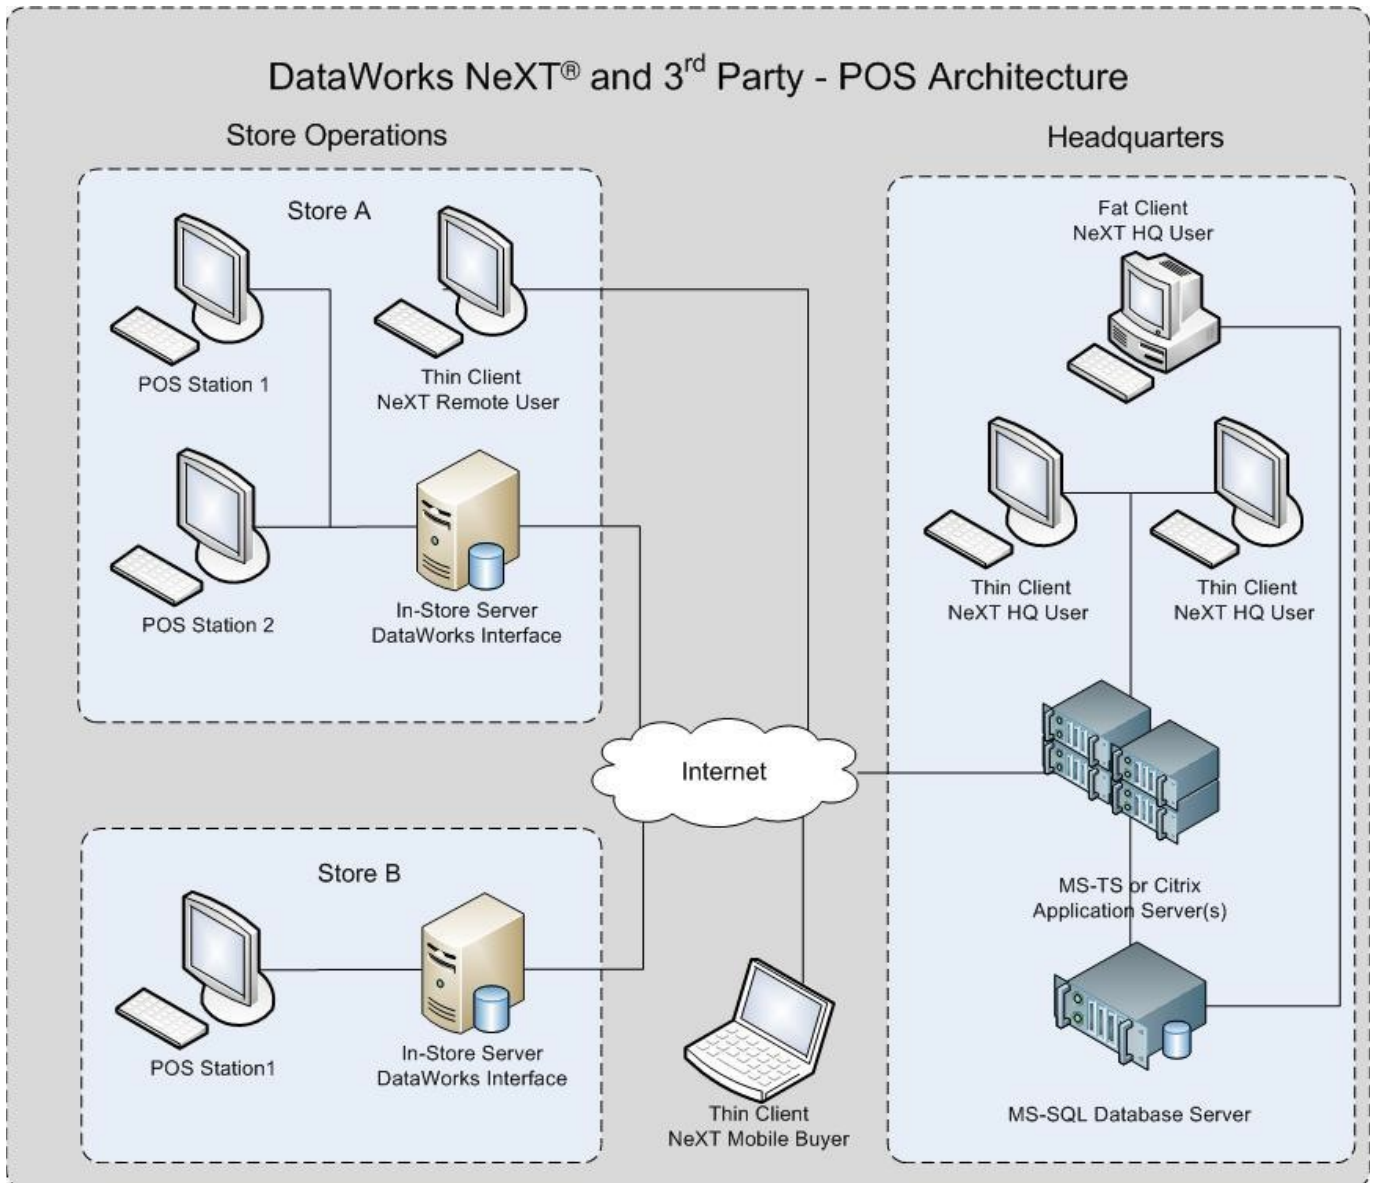 DataWorks NeXT® and 3rd Party - POS Architecture
Store Operations
Headquarters
Store A
POS Station 1
Thin Client
NeXT Remote User
POS Station 2
In-Store Server
DataWorks Interface
Fat Client
NeXT HQ User
Thin Client
NeXT HQ User
Thin Client
NeXT HQ User
Internet
MS-TS or Citrix
Application Server(s)
Store B
POS Station1
In-Store Server
DataWorks Interface
Thin Client
NeXT Mobile Buyer
MS-SQL Database Server